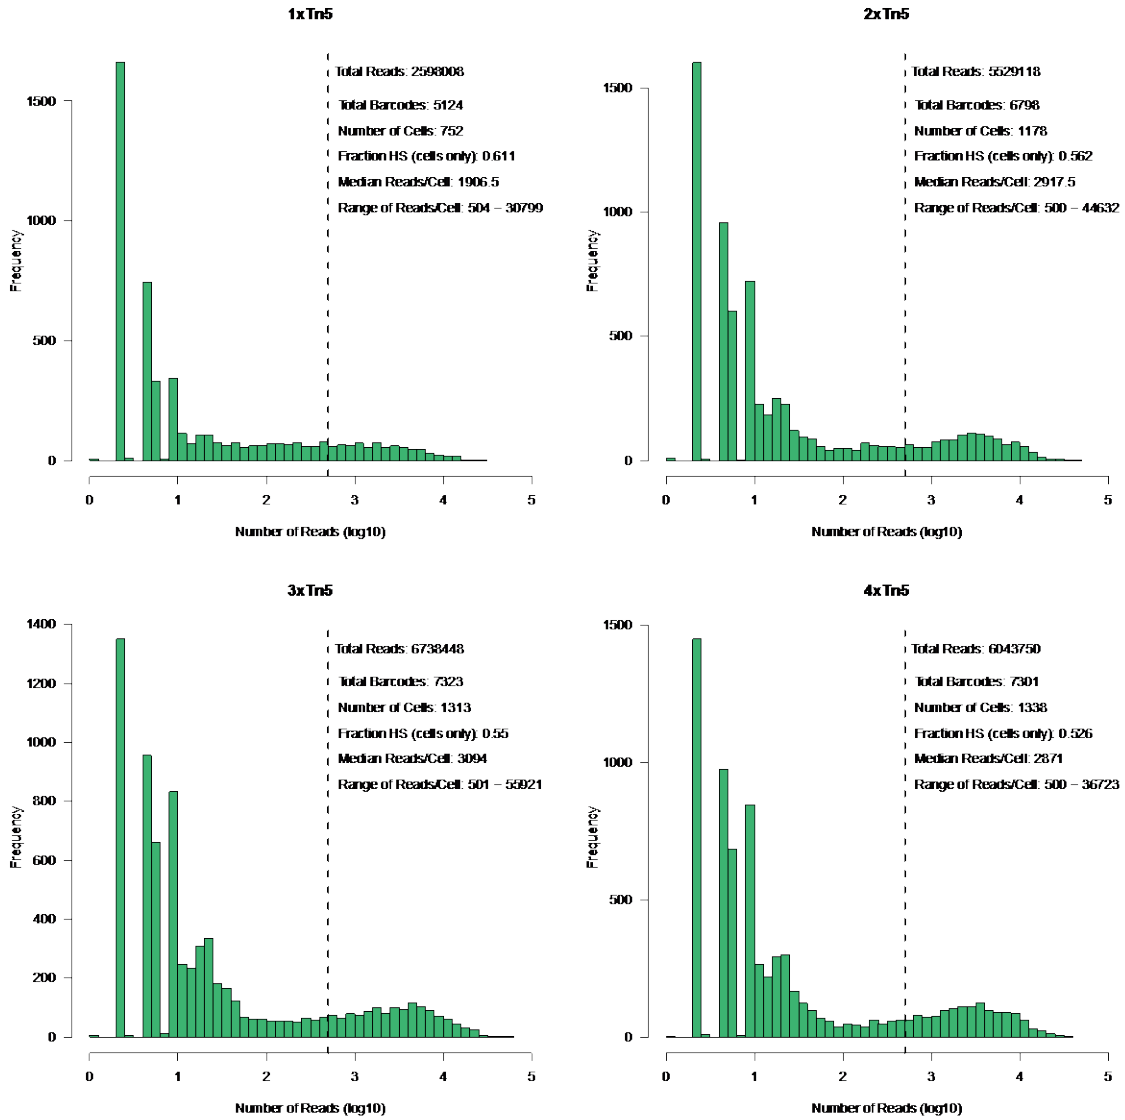 1xTn5
Total Reads: 2598008
Total Barcodes: 5124
Number of Cells: 752
Fraction HS (cells only): 0.611
Median Reads/Cell: 1906.5
Range of Reads/Cell: 504 – 30799
Frequency
1500
1000
500
0
0 1 2 3 4 5
Number of Reads (log10)
2xTn5
Total Reads: 5529118
Total Barcodes: 6798
Number of Cells: 1178
Fraction HS (cells only): 0.562
Median Reads/Cell: 2917.5
Range of Reads/Cell: 500 – 44632
Frequency
1500
1000
500
0
0 1 2 3 4 5
Number of Reads (log10)
3xTn5
Total Reads: 6738448
Total Barcodes: 7323
Number of Cells: 1313
Fraction HS (cells only): 0.55
Median Reads/Cell: 3094
Range of Reads/Cell: 501 – 55921
Frequency
1400
1200
1000
800
600
400
200
0
0 1 2 3 4 5
Number of Reads (log10)
4xTn5
Total Reads: 6043750
Total Barcodes: 7301
Number of Cells: 1338
Fraction HS (cells only): 0.526
Median Reads/Cell: 2871
Range of Reads/Cell: 500 – 36723
Frequency
1500
1000
500
0
0 1 2 3 4 5
Number of Reads (log10)